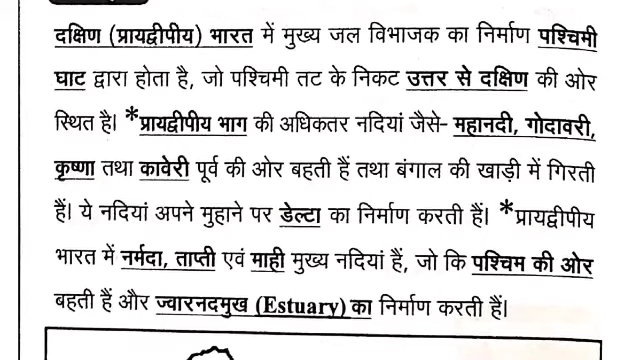 दक्षिण (प्रायद्वीपीय) भारत में मुख्य जल विभाजक का निर्माण पश्चिमी
घाट द्वारा होता है, जो पश्चिमी तट के निकट उत्तर से दक्षिण की ओर
स्थित है। *प्रायद्वीपीय भाग की अधिकतर नदियां जैसे- महानदी, गोदावरी,
कृष्णा तथा कावेरी पूर्व की ओर बहती हैं तथा बंगाल की खाड़ी में गिरती
हैं। ये नदियां अपने मुहाने पर डेल्टा का निर्माण करती हैं। *प्रायद्वीपीय
भारत में नर्मदा, ताप्ती एवं माही मुख्य नदियां हैं, जो कि पश्चिम की ओर
बहती हैं और ज्वारनदमुख (Estuary) का निर्माण करती हैं।